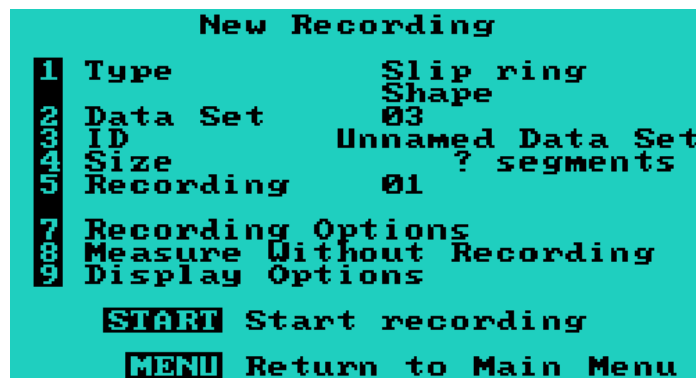 New Recording
1 Type Slip ring
Shape
2 Data Set 03
3 ID Unnamed Data Set
4 Size ? segments
5 Recording 01
7 Recording Options
8 Measure Without Recording
9 Display Options
START Start recording
MENU Return to Main Menu